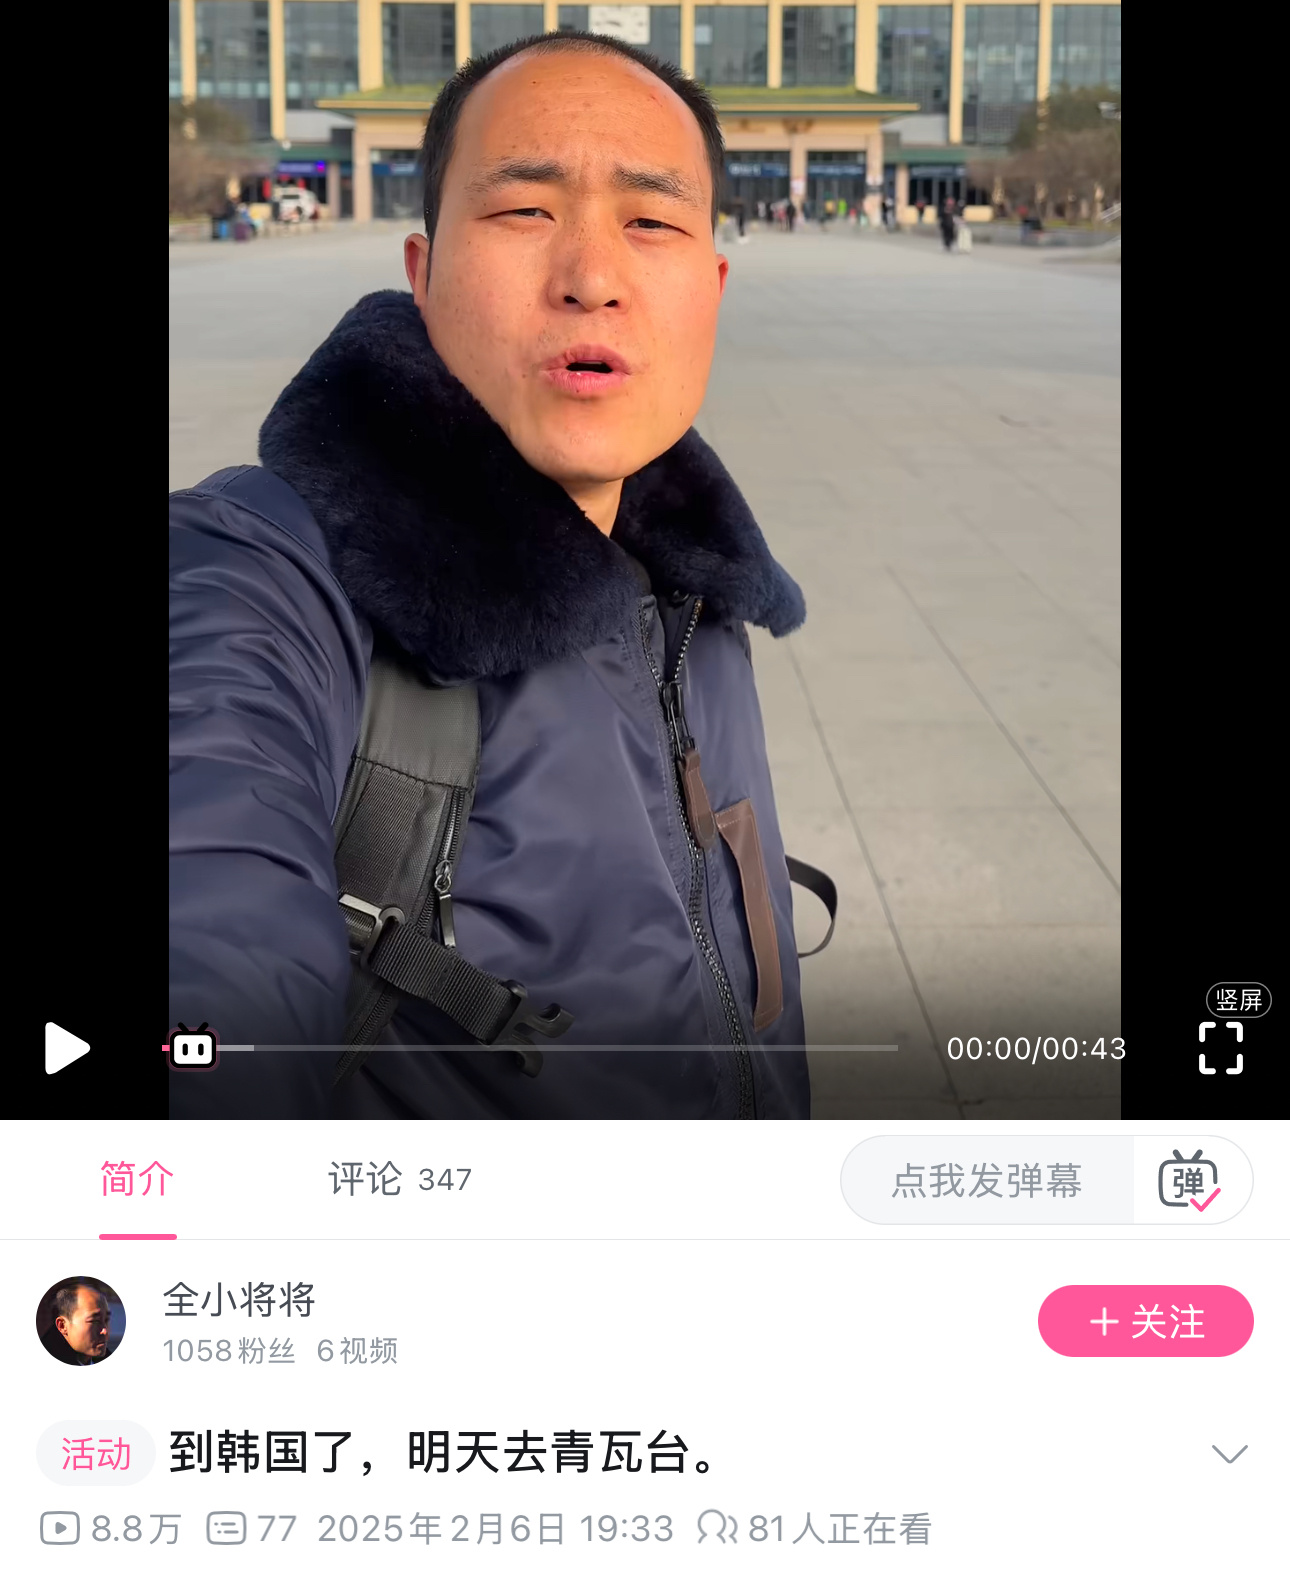 竖屏
00:00/00:43
简介
评论 347
点我发弹幕
弹
全小将将
1058粉丝 6视频
+ 关注
活动 到韩国了，明天去青瓦台。
8.8万 77 2025年2月6日 19:33 81人正在看